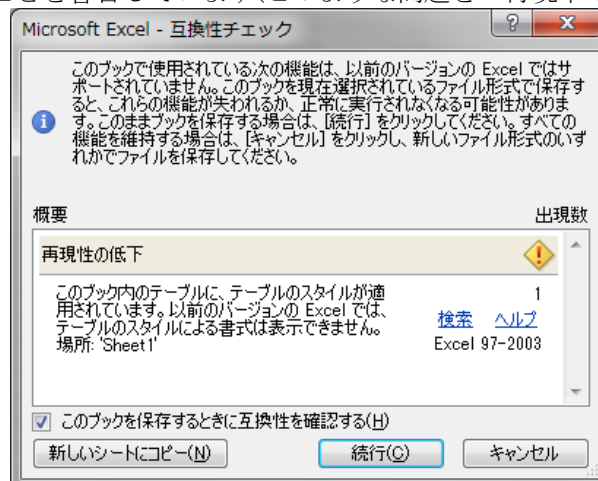 Microsoft Excel - 互換性チェック
このブックで使用されている次の機能は、以前のバージョンの Excel ではサ
ポートされていません。このブックを現在選択されているファイル形式で保存す
ると、これらの機能が失われるか、正常に実行されなくなる可能性がありま
す。このままブックを保存する場合は、[続行] をクリックしてください。すべての
機能を維持する場合は、[キャンセル] をクリックし、新しいファイル形式のいず
れかでファイルを保存してください。
概要 出現数
再現性の低下
このブック内のテーブルに、テーブルのスタイルが適 1
用されています。以前のバージョンの Excel では、 検索 ヘルプ
テーブルのスタイルによる書式は表示できません。 Excel 97-2003
場所: 'Sheet1'
このブックを保存するときに互換性を確認する(H)
新しいシートにコピー(N) 続行(C) キャンセル